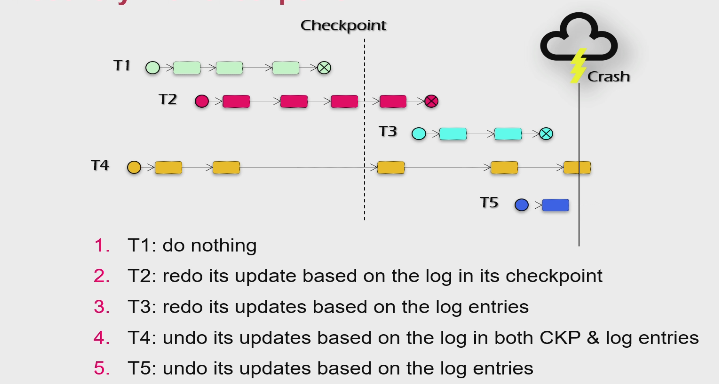 Checkpoint
Crash
T1
T2
T3
T4
T5
1. T1: do nothing
2. T2: redo its update based on the log in its checkpoint
3. T3: redo its updates based on the log entries
4. T4: undo its updates based on the log in both CKP & log entries
5. T5: undo its updates based on the log entries